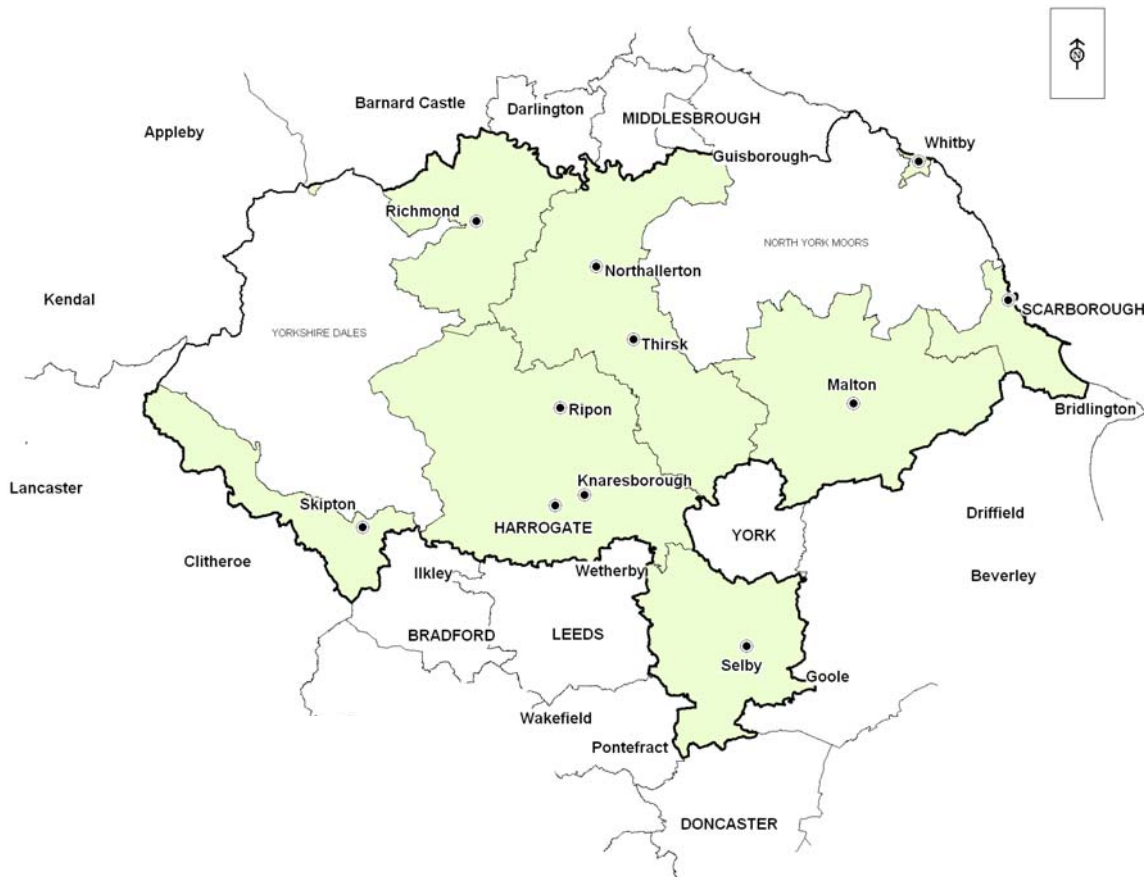 N
Barnard Castle
Darlington
MIDDLESBROUGH
Appleby
Whitby
Guisborough
Richmond
NORTH YORK MOORS
Northallerton
Kendal
SCARBOROUGH
YORKSHIRE DALES
Thirsk
Malton
Ripon
Bridlington
Knaresborough
Lancaster
Skipton
HARROGATE
Driffield
YORK
Clitheroe
Ilkley
Wetherby
Beverley
BRADFORD
LEEDS
Selby
Goole
Wakefield
Pontefract
DONCASTER